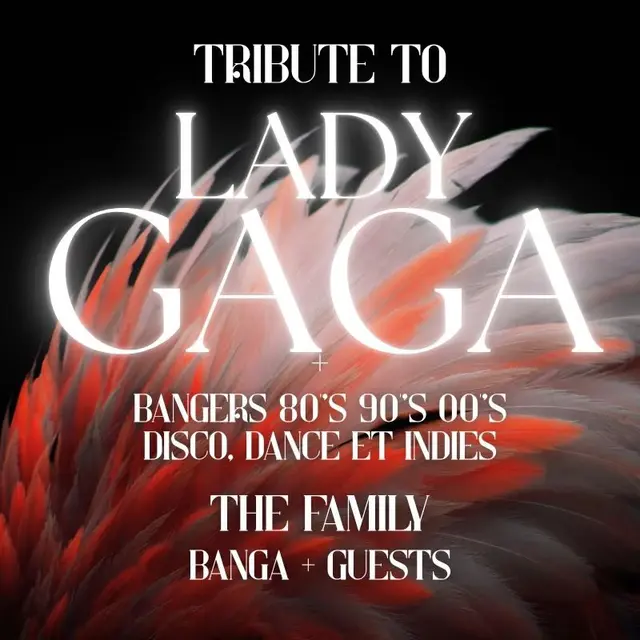 TRIBUTE TO
LADY
GAGA
+
BANGERS 80'S 90'S 00'S
DISCO, DANCE ET INDIES
THE FAMILY
BANGA + GUESTS